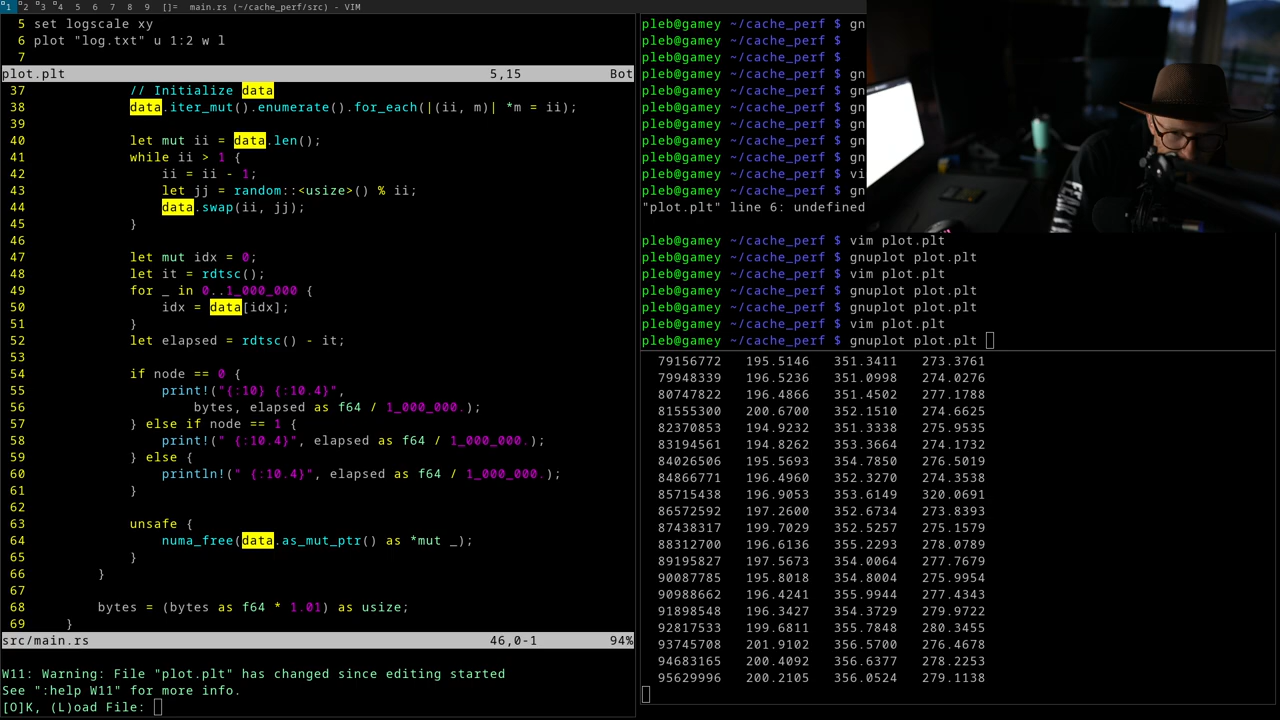 1 2 3 4 5 6 7 8 9 []= main.rs (~/cache_perf/src) - VIM
5 set logscale xy
6 plot "log.txt" u 1:2 w l
7
plot.plt 5,15 Bot
37 // Initialize data
38 data.iter_mut().enumerate().for_each(|(ii, m)| *m = ii);
39
40 let mut ii = data.len();
41 while ii > 1 {
42 ii = ii - 1;
43 let jj = random::<usize>() % ii;
44 data.swap(ii, jj);
45 }
46
47 let mut idx = 0;
48 let it = rdtsc();
49 for _ in 0..1_000_000 {
50 idx = data[idx];
51 }
52 let elapsed = rdtsc() - it;
53
54 if node == 0 {
55 print!("{:10} {:10.4}",
56 bytes, elapsed as f64 / 1_000_000.);
57 } else if node == 1 {
58 print!(" {:10.4}", elapsed as f64 / 1_000_000.);
59 } else {
60 println!(" {:10.4}", elapsed as f64 / 1_000_000.);
61 }
62
63 unsafe {
64 numa_free(data.as_mut_ptr() as *mut _);
65 }
66 }
67
68 bytes = (bytes as f64 * 1.01) as usize;
69 }
src/main.rs 46,0-1 94%
W11: Warning: File "plot.plt" has changed since editing started
See ":help W11" for more info.
[O]K, (L)oad File:
pleb@gamey ~/cache_perf $ gn
pleb@gamey ~/cache_perf $
pleb@gamey ~/cache_perf $
pleb@gamey ~/cache_perf $ gn
pleb@gamey ~/cache_perf $ gn
pleb@gamey ~/cache_perf $ gn
pleb@gamey ~/cache_perf $ gn
pleb@gamey ~/cache_perf $ gn
pleb@gamey ~/cache_perf $ gn
pleb@gamey ~/cache_perf $ vi
pleb@gamey ~/cache_perf $ gn
"plot.plt" line 6: undefined
pleb@gamey ~/cache_perf $ vim plot.plt
pleb@gamey ~/cache_perf $ gnuplot plot.plt
pleb@gamey ~/cache_perf $ vim plot.plt
pleb@gamey ~/cache_perf $ gnuplot plot.plt
pleb@gamey ~/cache_perf $ gnuplot plot.plt
pleb@gamey ~/cache_perf $ vim plot.plt
pleb@gamey ~/cache_perf $ gnuplot plot.plt
79156772 195.5146 351.3411 273.3761
79948339 196.5236 351.0998 274.0276
80747822 196.4866 351.4502 277.1788
81555300 200.6700 352.1510 274.6625
82370853 194.9232 351.3338 275.9535
83194561 194.8262 353.3664 274.1732
84026506 195.5693 354.7850 276.5019
84866771 196.4960 352.3270 274.3538
85715438 196.9053 353.6149 320.0691
86572592 197.2600 352.6734 273.8393
87438317 199.7029 352.5257 275.1579
88312700 196.6136 355.2293 278.0789
89195827 197.5673 354.0064 277.7679
90087785 195.8018 354.8004 275.9954
90988662 196.4241 355.9944 277.4343
91898548 196.3427 354.3729 279.9722
92817533 199.6811 355.7848 280.3455
93745708 201.9102 356.5700 276.4678
94683165 200.4092 356.6377 278.2253
95629996 200.2105 356.0524 279.1138
FEAR